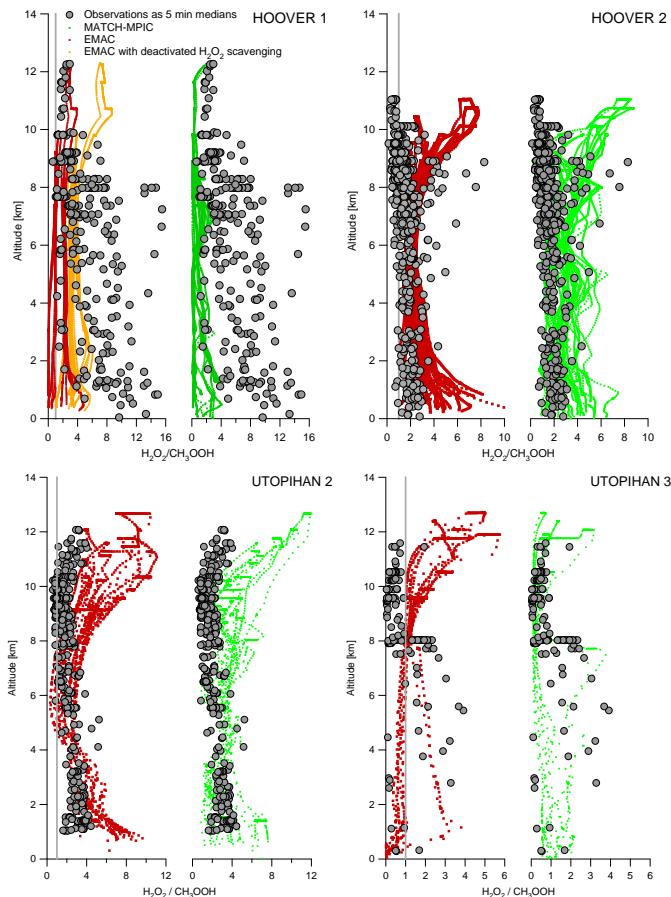 Observations as 5 min medians
MATCH-MPIC
EMAC
EMAC with deactivated H₂O₂ scavenging
HOOVER 1
14
12
10
8
6
4
2
0
Altitude [km]
0 4 8 12 16
0 4 8 12 16
H₂O₂/CH₃OOH
HOOVER 2
14
12
10
8
6
4
2
0
Altitude [km]
0 2 4 6 8 10
0 2 4 6 8 10
H₂O₂/CH₃OOH
UTOPIHAN 2
14
12
10
8
6
4
2
0
Altitude [km]
0 4 8 12
0 4 8 12
H₂O₂ / CH₃OOH
UTOPIHAN 3
14
12
10
8
6
4
2
0
Altitude [km]
0 1 2 3 4 5 6
0 1 2 3 4 5 6
H₂O₂ / CH₃OOH